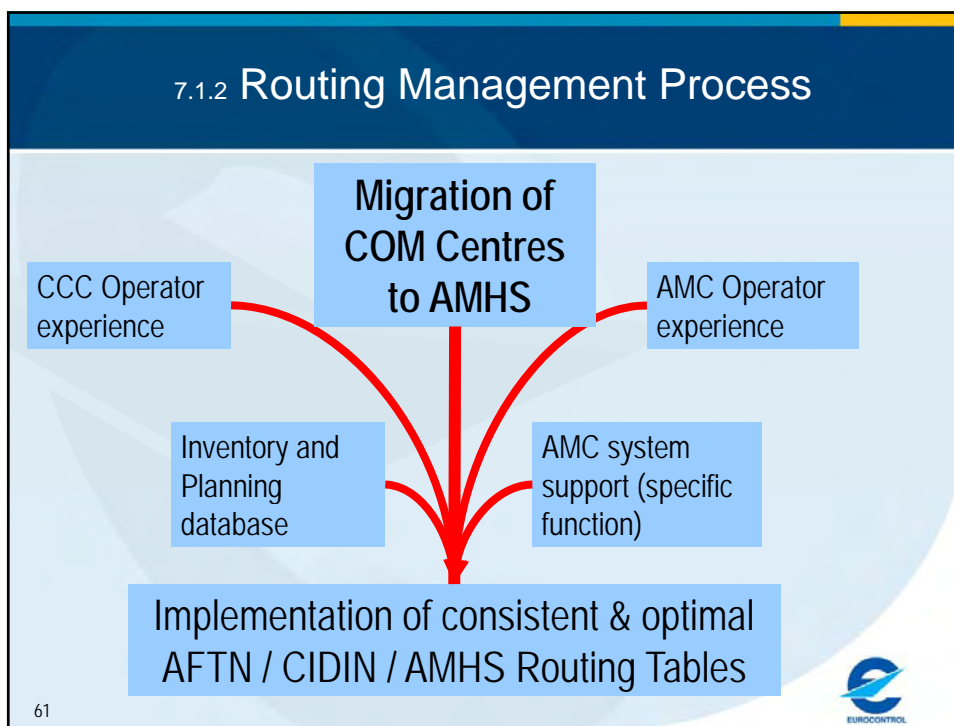 7.1.2 Routing Management Process
Migration of
COM Centres
to AMHS
CCC Operator
experience
AMC Operator
experience
Inventory and
Planning
database
AMC system
support (specific
function)
Implementation of consistent & optimal
AFTN / CIDIN / AMHS Routing Tables
61
EUROCONTROL